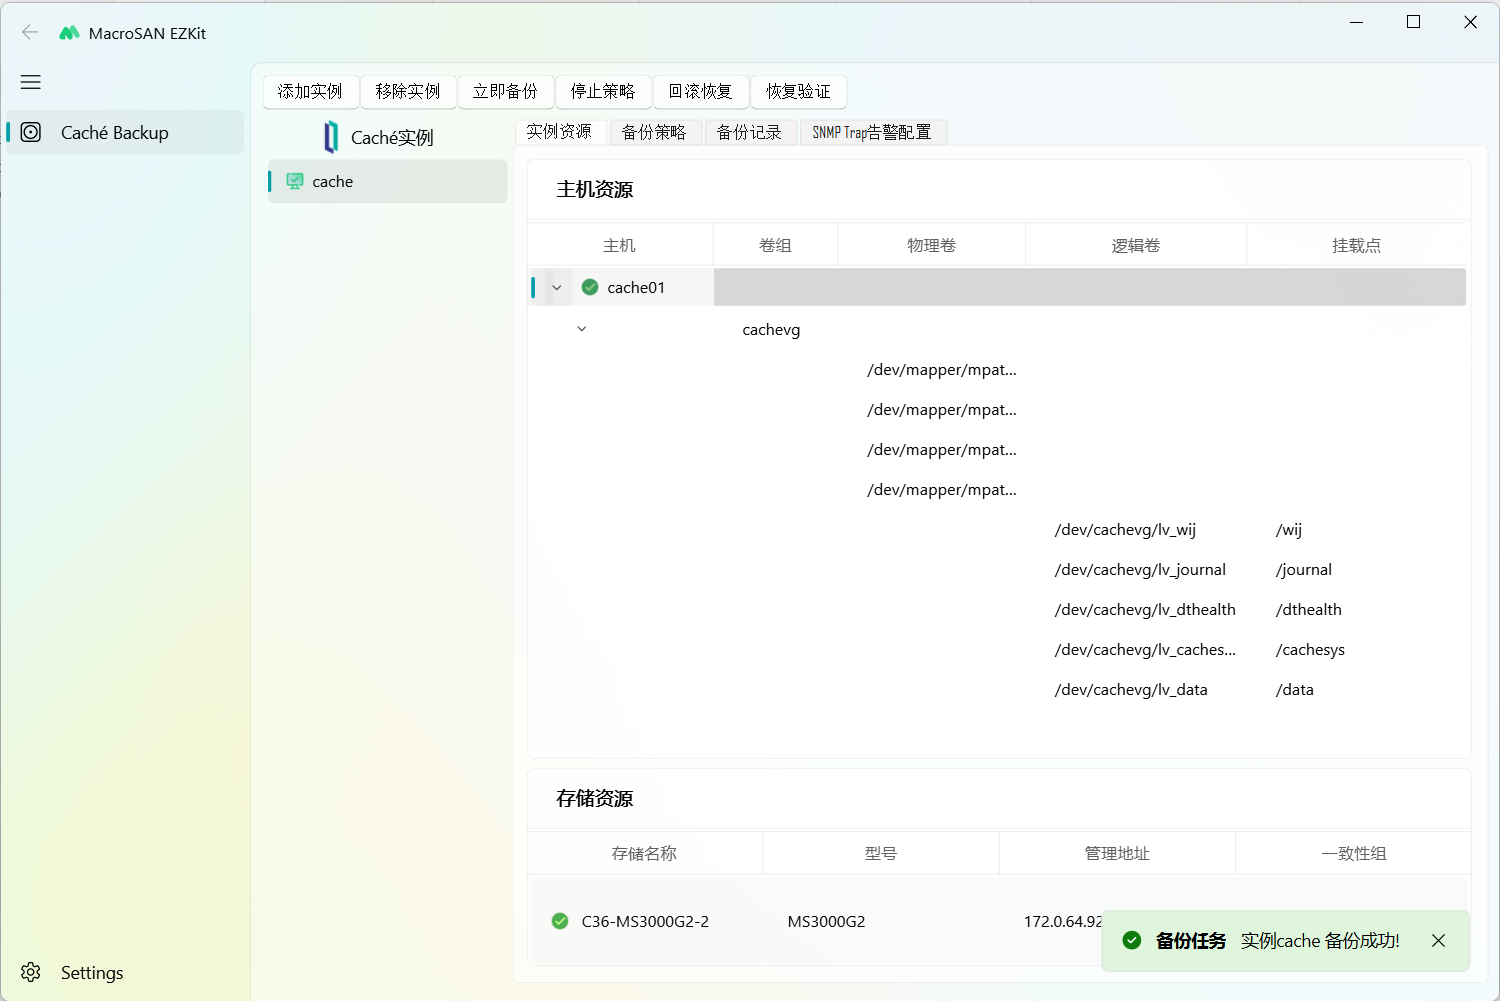 MacroSAN EZKit
Caché Backup
添加实例 移除实例 立即备份 停止策略 回滚恢复 恢复验证
Caché实例
cache
实例资源 备份策略 备份记录 SNMP Trap告警配置
主机资源
主机 卷组 物理卷 逻辑卷 挂载点
cache01
cachevg
/dev/mapper/mpat...
/dev/mapper/mpat...
/dev/mapper/mpat...
/dev/mapper/mpat...
/dev/cachevg/lv_wij /wij
/dev/cachevg/lv_journal /journal
/dev/cachevg/lv_dthealth /dthealth
/dev/cachevg/lv_caches... /cachesys
/dev/cachevg/lv_data /data
存储资源
存储名称 型号 管理地址 一致性组
C36-MS3000G2-2 MS3000G2 172.0.64.92
备份任务 实例cache 备份成功!
Settings